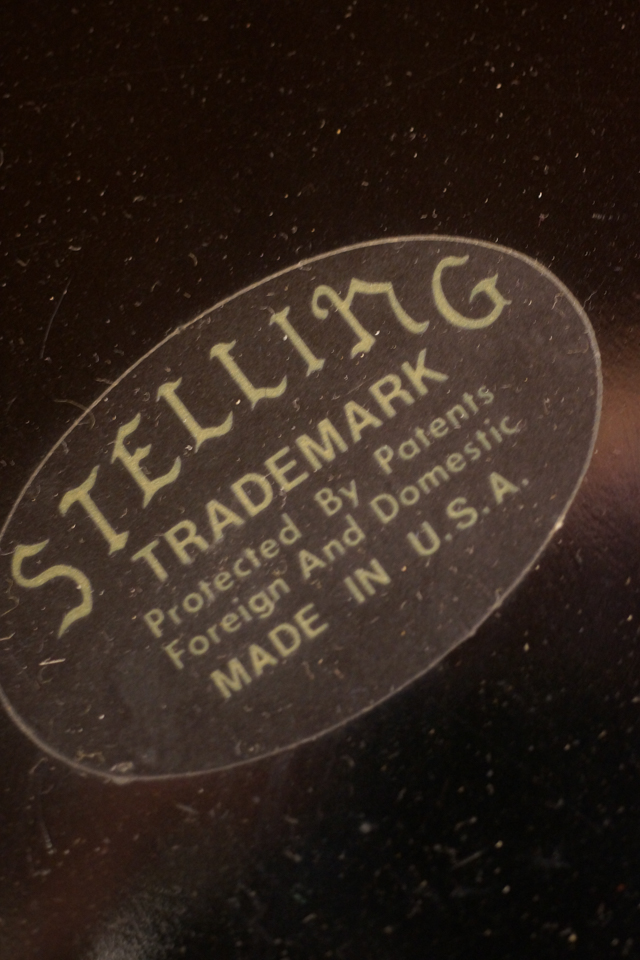 STELLING
TRADEMARK
Protected By Patents
Foreign And Domestic
MADE IN U.S.A.